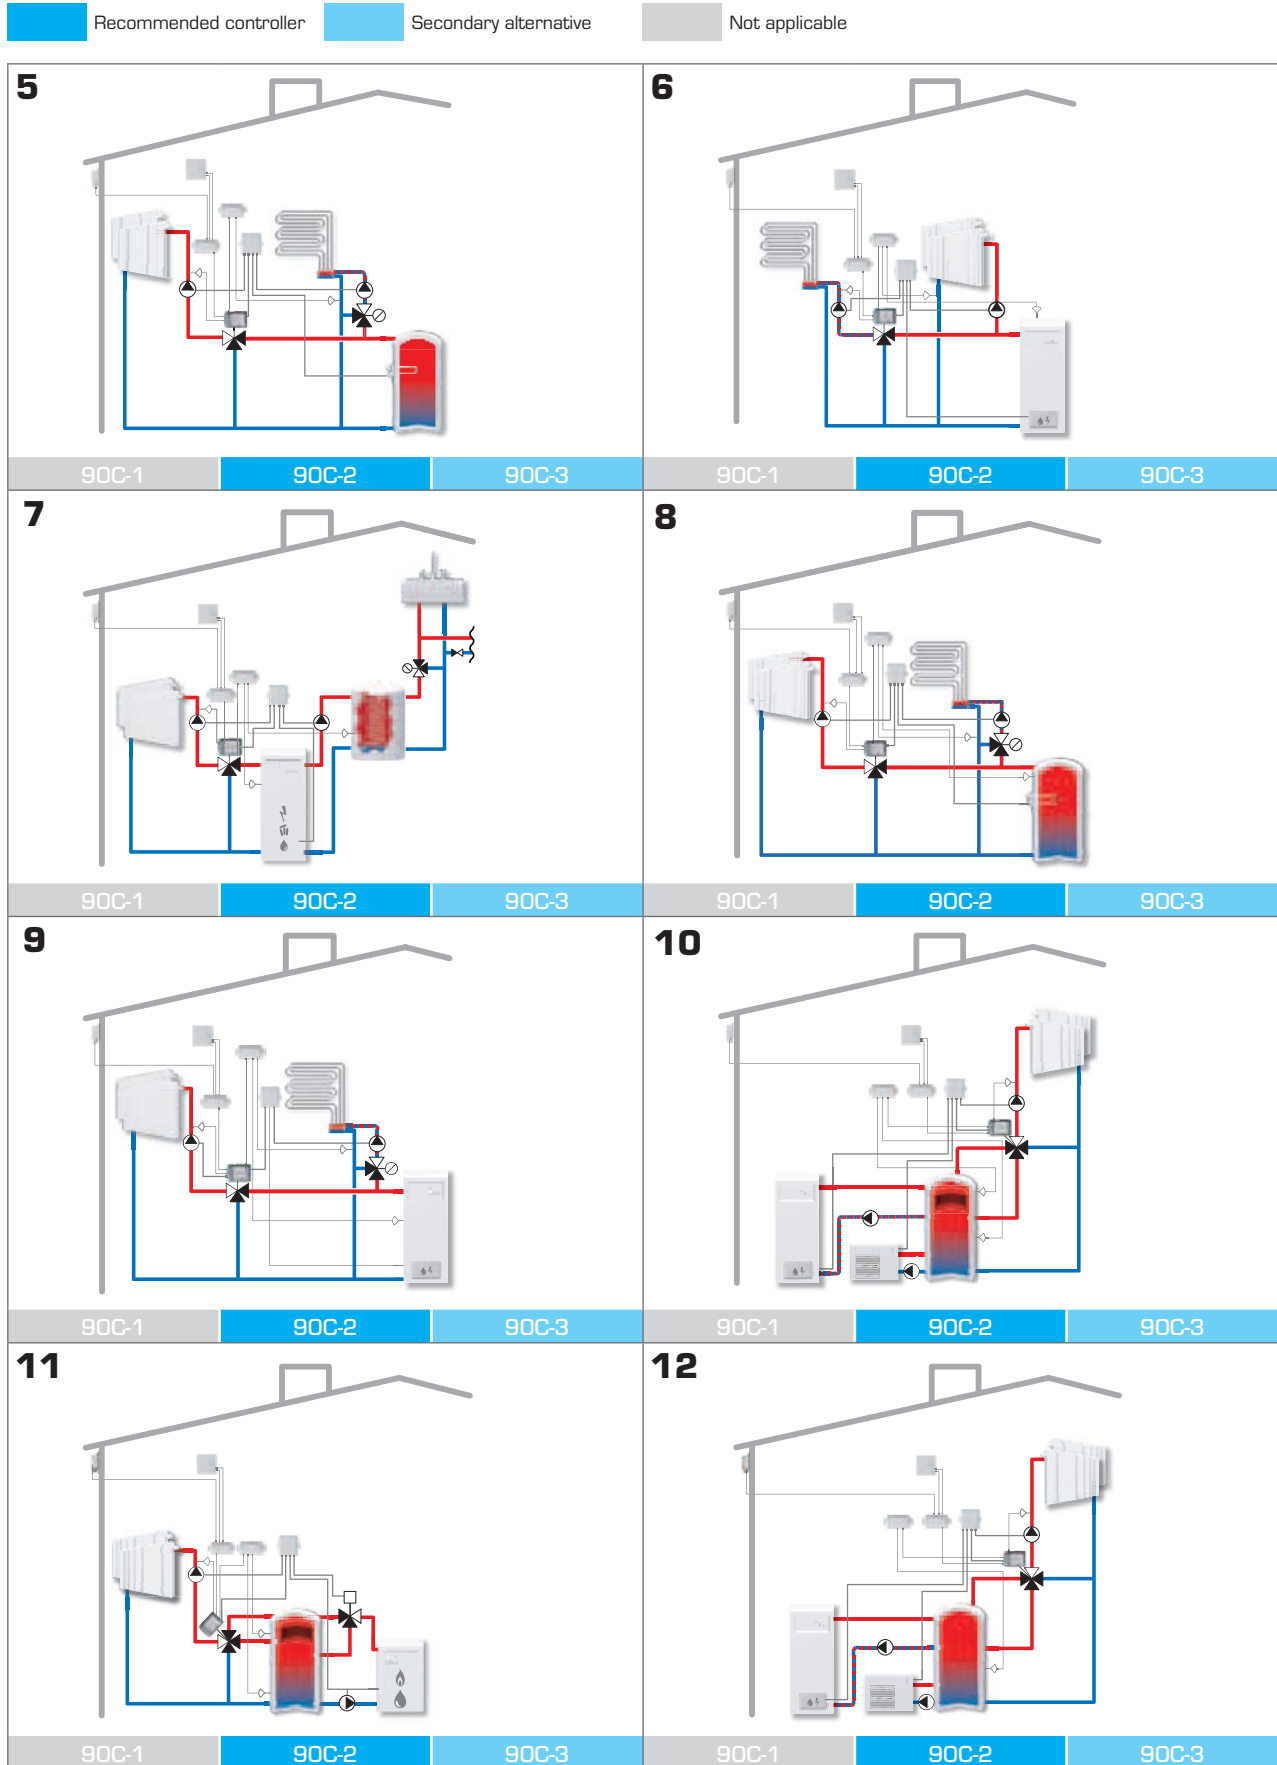 Recommended controller Secondary alternative Not applicable
5 6
90C-1 90C-2 90C-3 90C-1 90C-2 90C-3
7 8
90C-1 90C-2 90C-3 90C-1 90C-2 90C-3
9 10
90C-1 90C-2 90C-3 90C-1 90C-2 90C-3
11 12
90C-1 90C-2 90C-3 90C-1 90C-2 90C-3